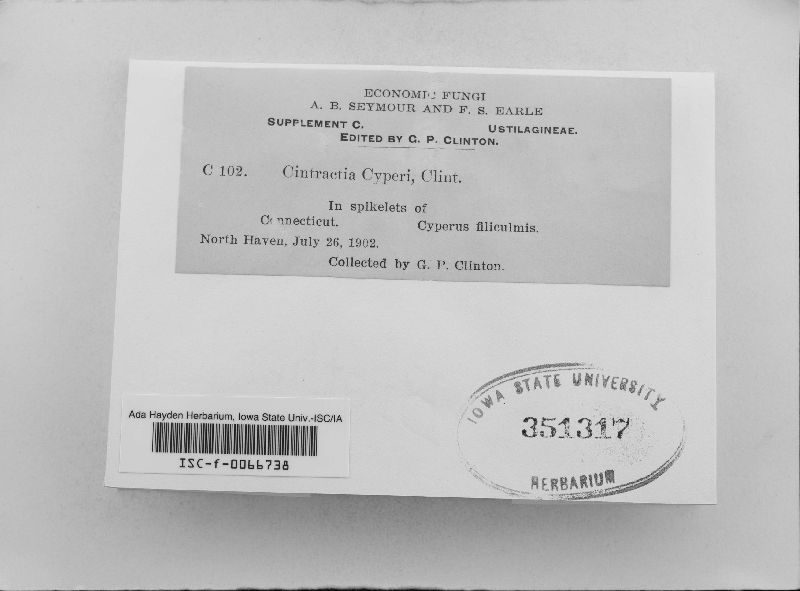 ECONOMIC FUNGI
A. B. SEYMOUR AND F. S. EARLE
SUPPLEMENT C. USTILAGINEAE.
EDITED BY G. P. CLINTON.
C 102. Cintractia Cyperi, Clint.
In spikelets of
Connecticut. Cyperus filiculmis.
North Haven, July 26, 1902.
Collected by G. P. Clinton.
IOWA STATE UNIVERSITY
351317
HERBARIUM
Ada Hayden Herbarium, Iowa State Univ.-ISC/IA
ISC-f-0066738